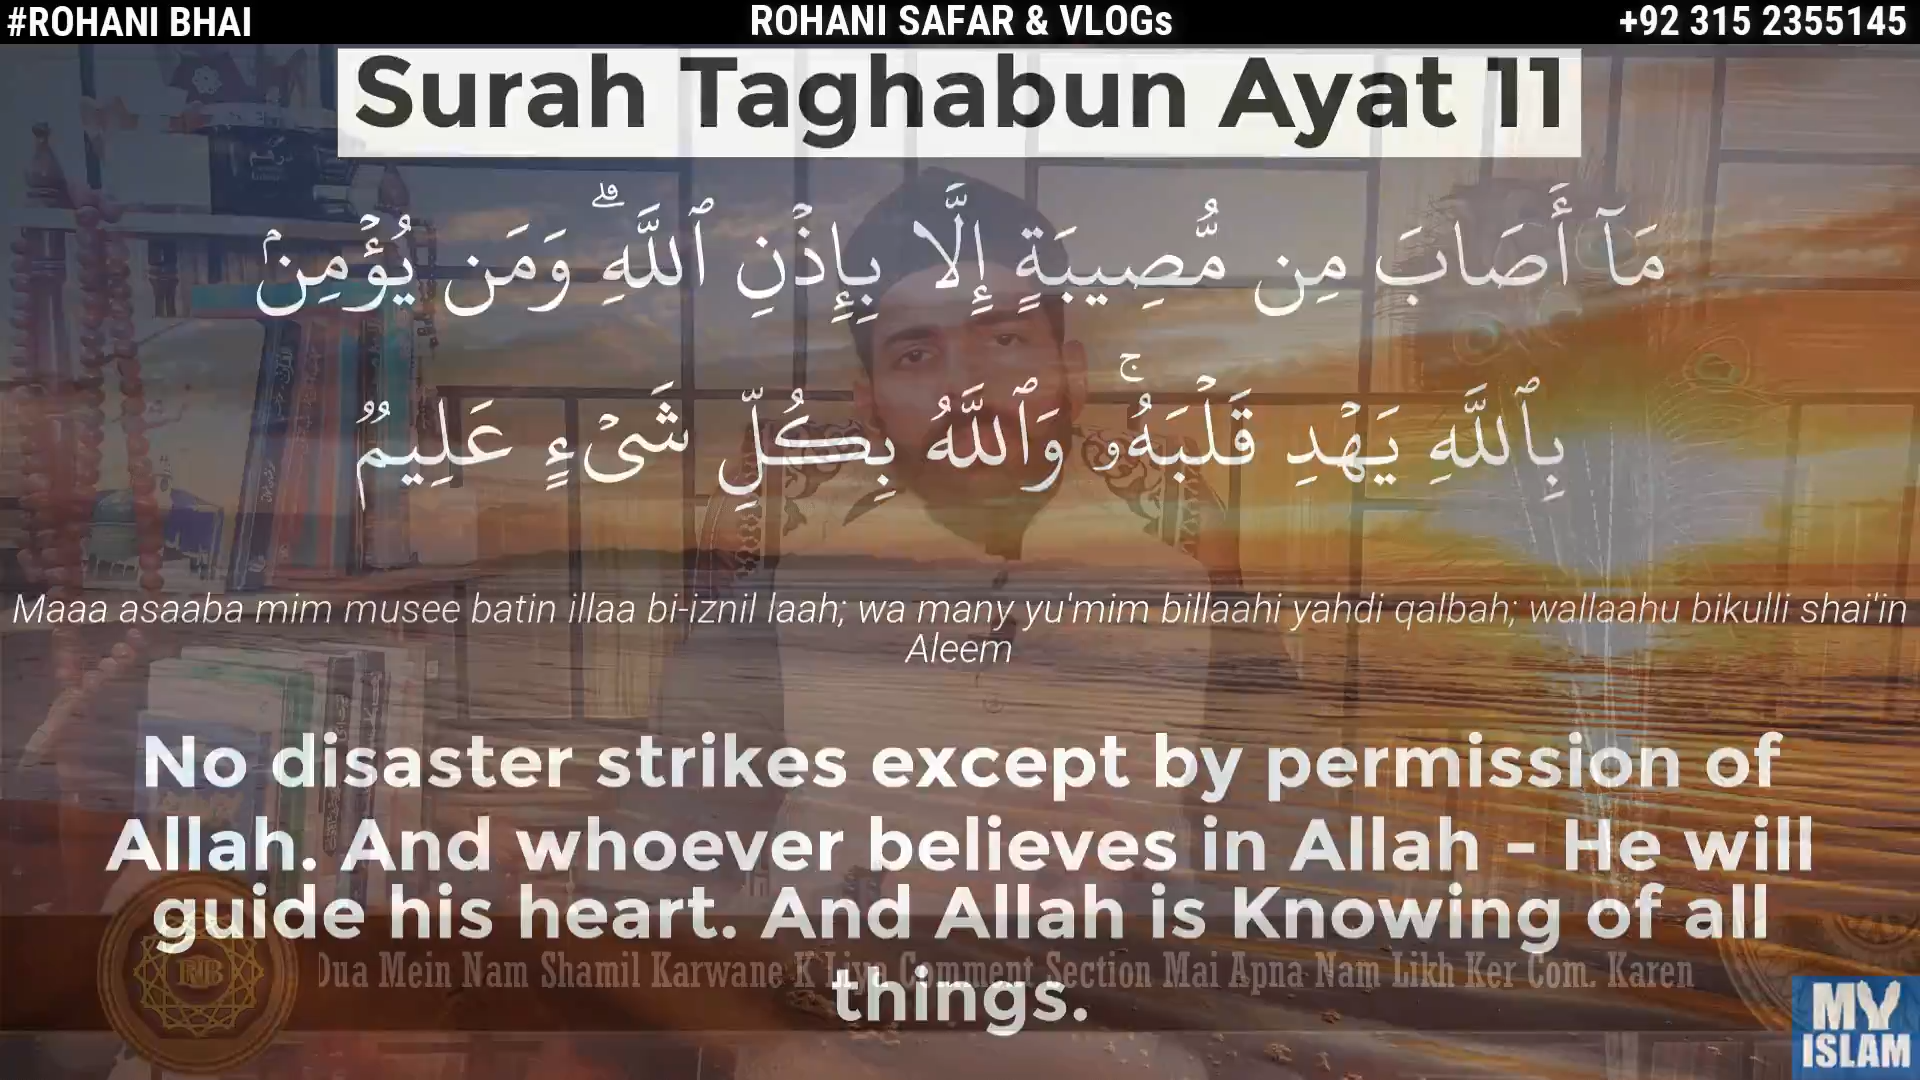 #ROHANI BHAI
ROHANI SAFAR & VLOGs
+92 315 2355145
Surah Taghabun Ayat 11
مَآ أَصَابَ مِن مُّصِيبَةٍ إِلَّا بِإِذْنِ ٱللَّهِ ۗ وَمَن يُؤْمِنۢ
بِٱللَّهِ يَهْدِ قَلْبَهُۥ ۚ وَٱللَّهُ بِكُلِّ شَىْءٍ عَلِيمٌ
Maaa asaaba mim musee batin illaa bi-iznil laah; wa many yu'mim billaahi yahdi qalbah; wallaahu bikulli shai'in
Aleem
No disaster strikes except by permission of
Allah. And whoever believes in Allah - He will
guide his heart. And Allah is Knowing of all
things.
RB
Dua Mein Nam Shamil Karwane K Liye Comment Section Mai Apna Nam Likh Ker Com. Karen
MY
ISLAM